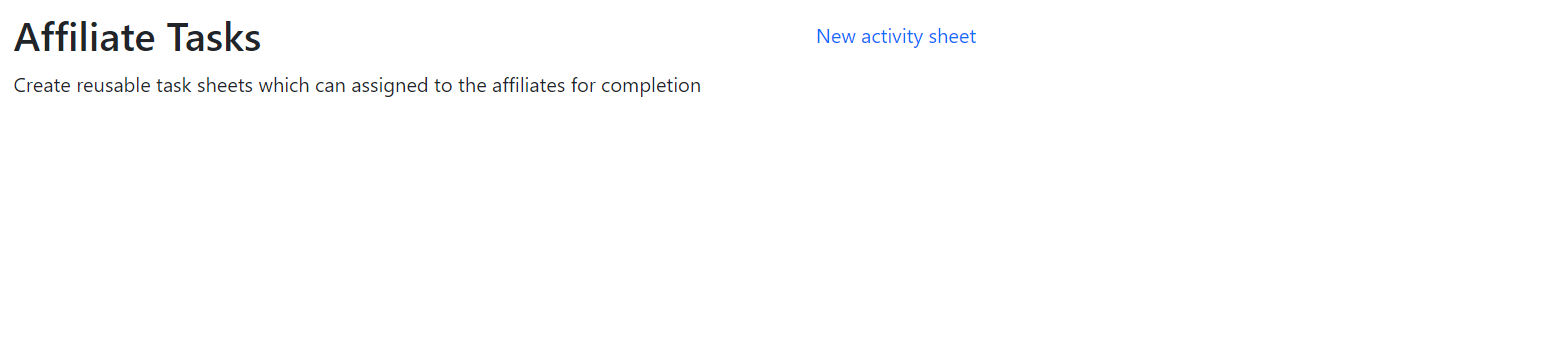 Affiliate Tasks
New activity sheet
Create reusable task sheets which can assigned to the affiliates for completion